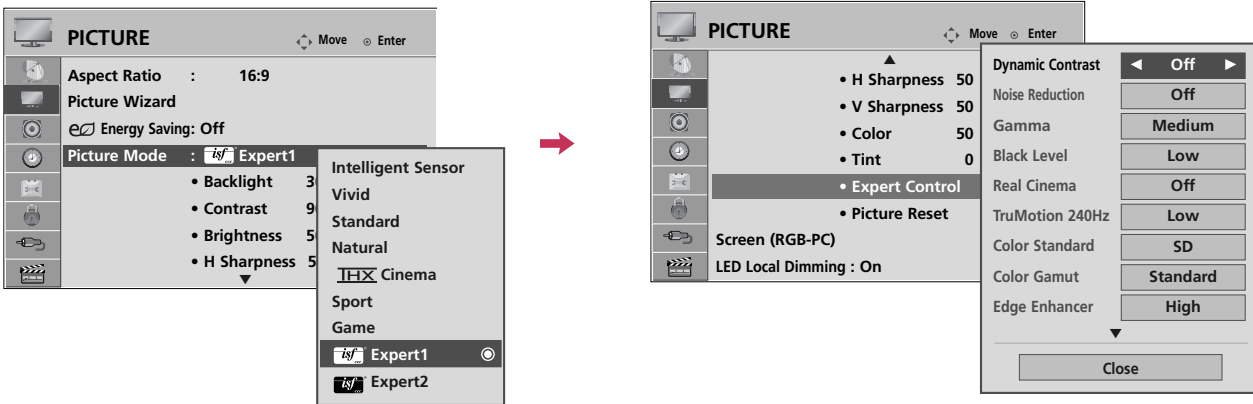 PICTURE
Move Enter
Aspect Ratio : 16:9
Picture Wizard
Energy Saving: Off
Picture Mode : isf Expert1
• Backlight
• Contrast
• Brightness
• H Sharpness
Intelligent Sensor
Vivid
Standard
Natural
THX Cinema
Sport
Game
isf Expert1
isf Expert2
PICTURE
Move Enter
• H Sharpness 50
• V Sharpness 50
• Color 50
• Tint 0
• Expert Control
• Picture Reset
Screen (RGB-PC)
LED Local Dimming : On
Dynamic Contrast Off
Noise Reduction Off
Gamma Medium
Black Level Low
Real Cinema Off
TruMotion 240Hz Low
Color Standard SD
Color Gamut Standard
Edge Enhancer High
Close